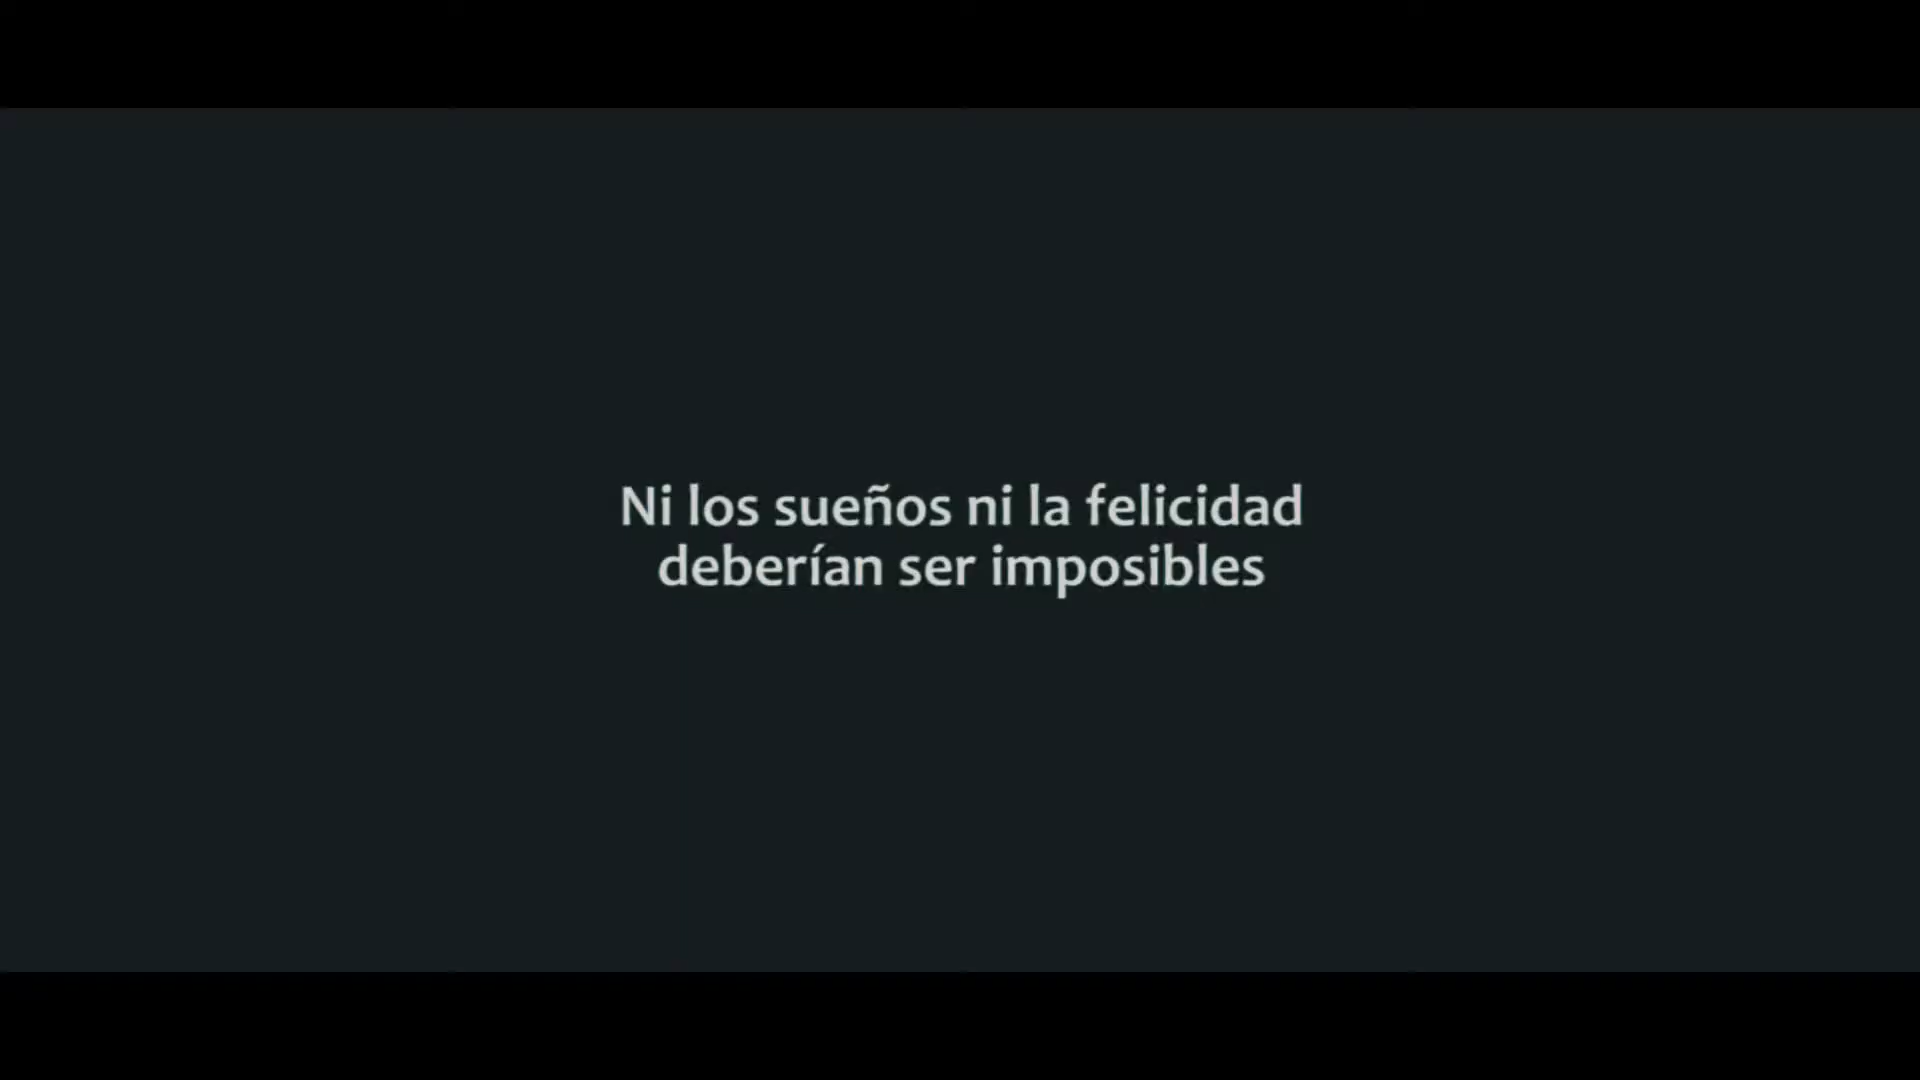 Ni los sueños ni la felicidad
deberían ser imposibles